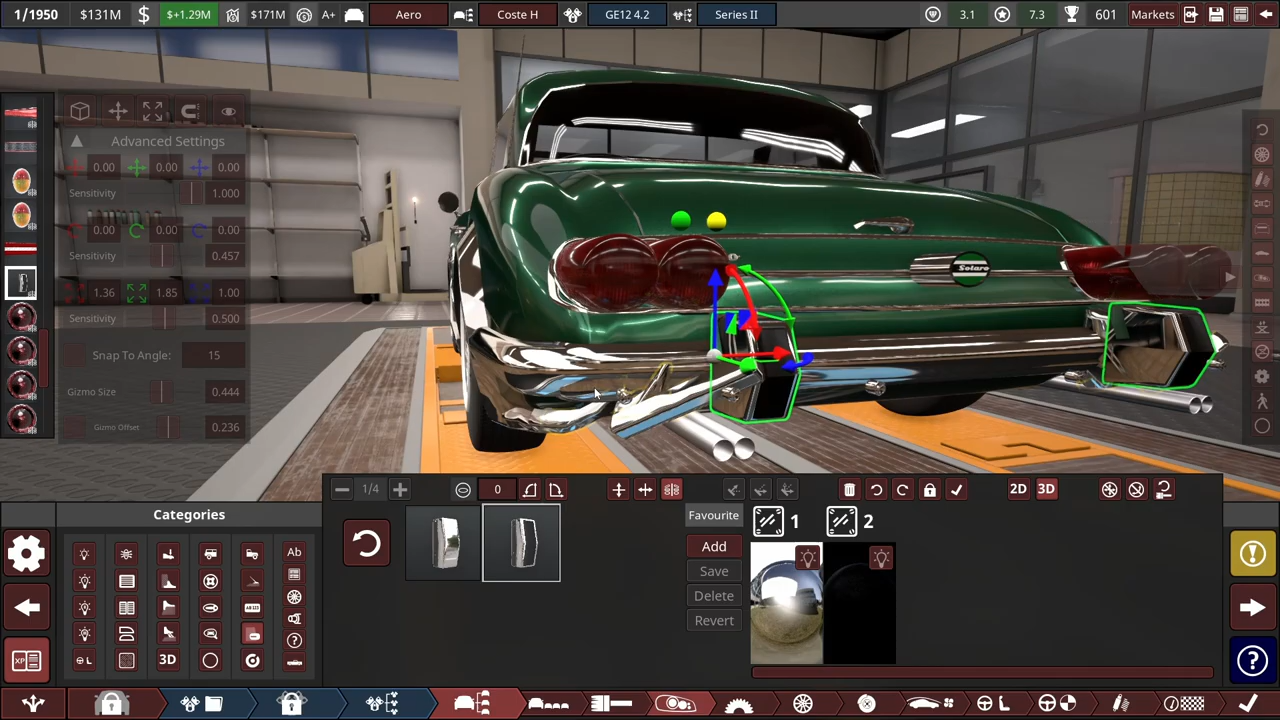 1/1950
$131M
$+1.29M
$171M
A+
Aero
Coste H
GE12 4.2
Series II
3.1
7.3
601
Markets
Advanced Settings
0.00 0.00 0.00
Sensitivity 1.000
0.00 0.00 0.00
Sensitivity 0.457
1.36 1.85 1.00
Sensitivity 0.500
Snap To Angle: 15
Gizmo Size 0.444
Gizmo Offset 0.236
Solaro
1/4
0
2D 3D
Categories
Ab
L
3D
Favourite
Add
Save
Delete
Revert
1
2
XP
?
L